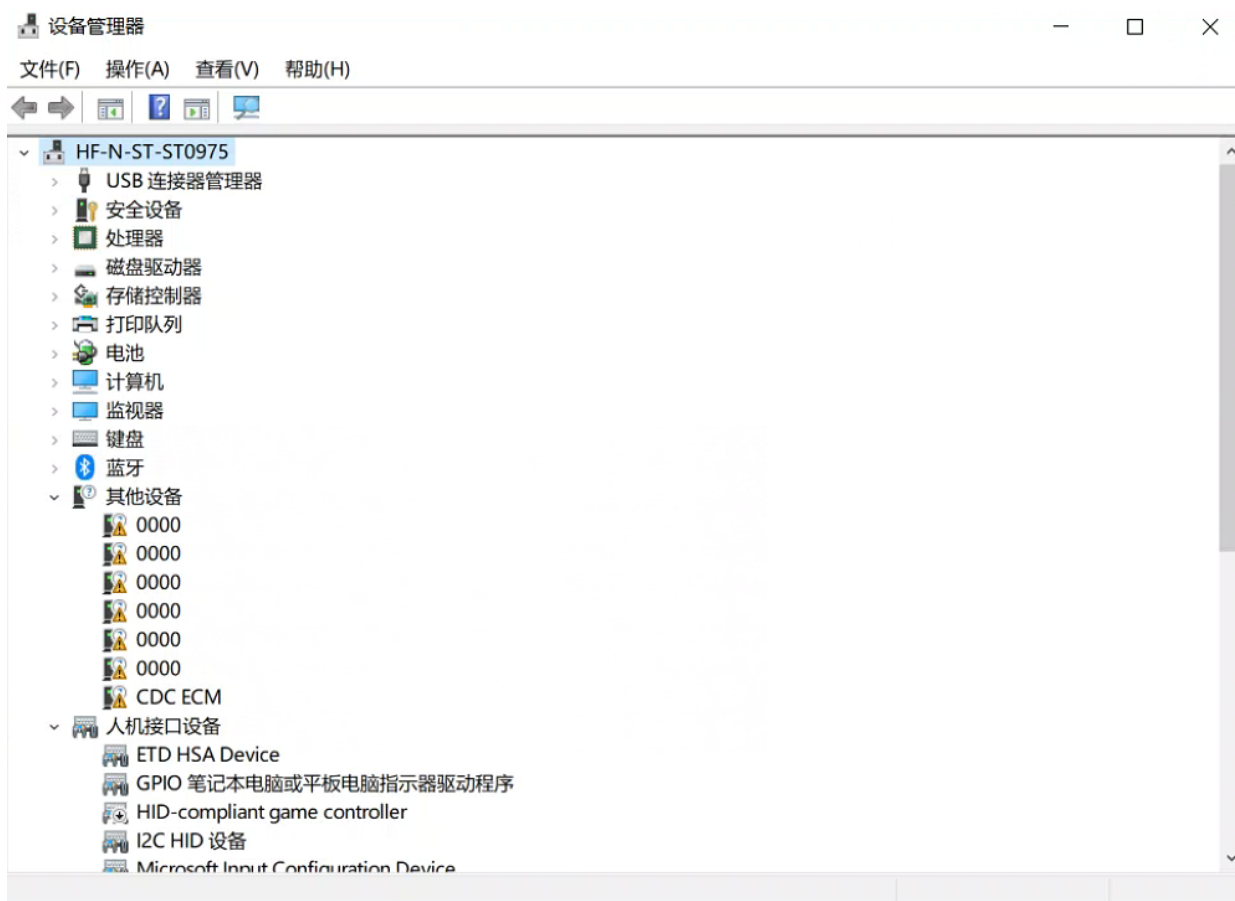 设备管理器
文件(F) 操作(A) 查看(V) 帮助(H)
HF-N-ST-ST0975
USB 连接器管理器
安全设备
处理器
磁盘驱动器
存储控制器
打印队列
电池
计算机
监视器
键盘
蓝牙
其他设备
0000
0000
0000
0000
0000
0000
CDC ECM
人机接口设备
ETD HSA Device
GPIO 笔记本电脑或平板电脑指示器驱动程序
HID-compliant game controller
I2C HID 设备
Microsoft Input Configuration Device